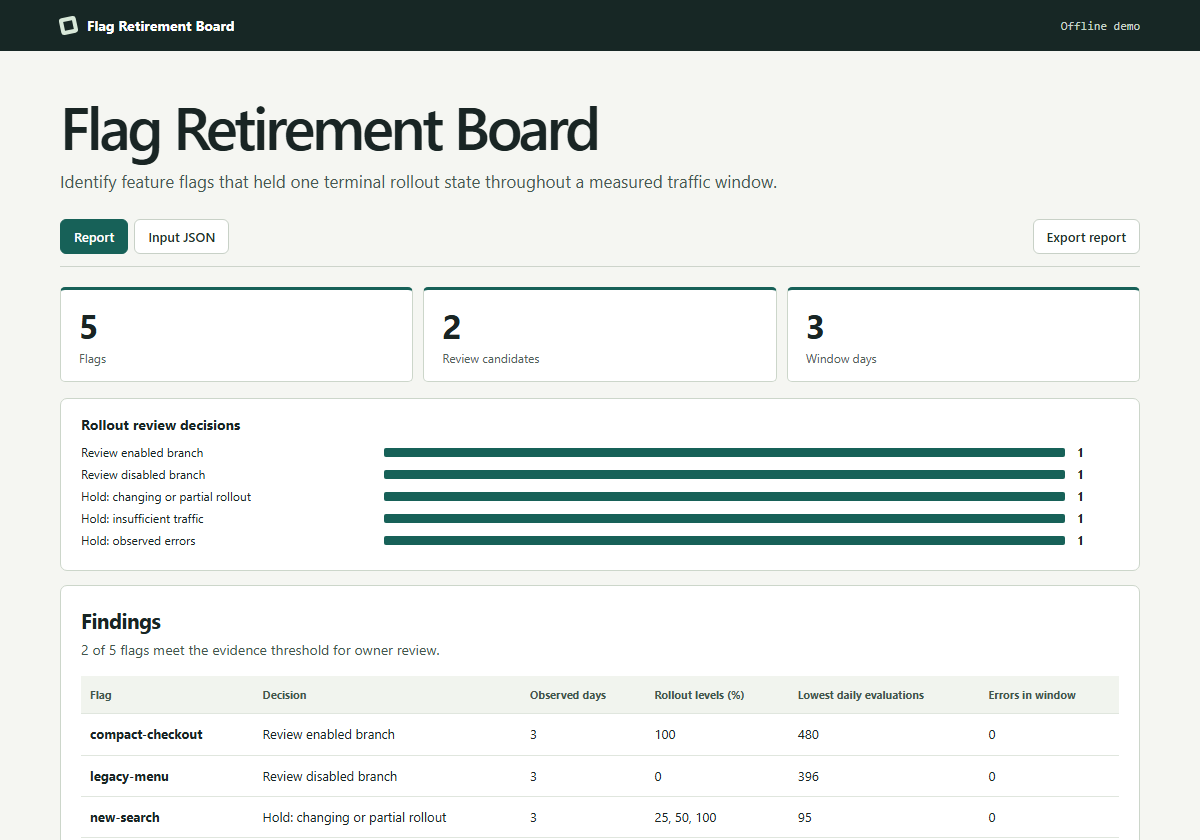 Flag Retirement Board
Offline demo
Flag Retirement Board
Identify feature flags that held one terminal rollout state throughout a measured traffic window.
Report
Input JSON
Export report
5
Flags
2
Review candidates
3
Window days
Rollout review decisions
Review enabled branch 1
Review disabled branch 1
Hold: changing or partial rollout 1
Hold: insufficient traffic 1
Hold: observed errors 1
Findings
2 of 5 flags meet the evidence threshold for owner review.
Flag Decision Observed days Rollout levels (%) Lowest daily evaluations Errors in window
compact-checkout Review enabled branch 3 100 480 0
legacy-menu Review disabled branch 3 0 396 0
new-search Hold: changing or partial rollout 3 25, 50, 100 95 0